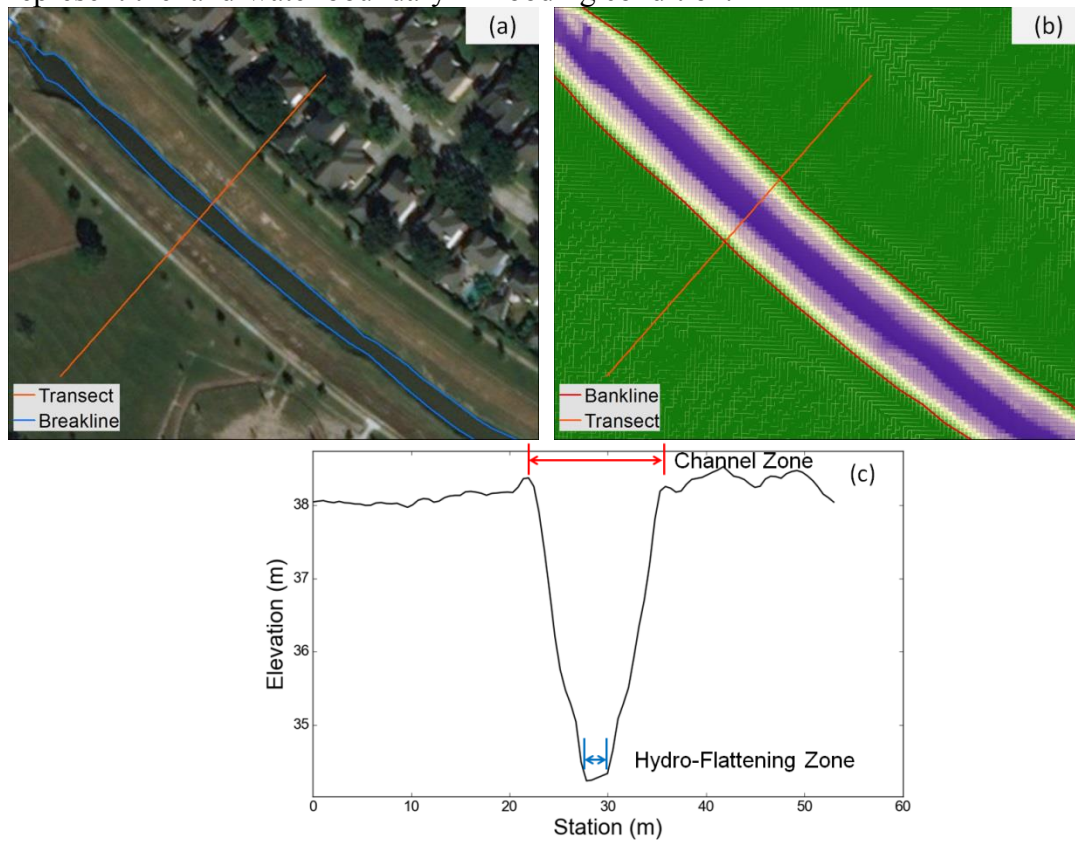 (a)
Transect
Breakline
(b)
Bankline
Transect
Channel Zone
(c)
38
37
36
35
Elevation (m)
Hydro-Flattening Zone
0
10
20
30
40
50
60
Station (m)